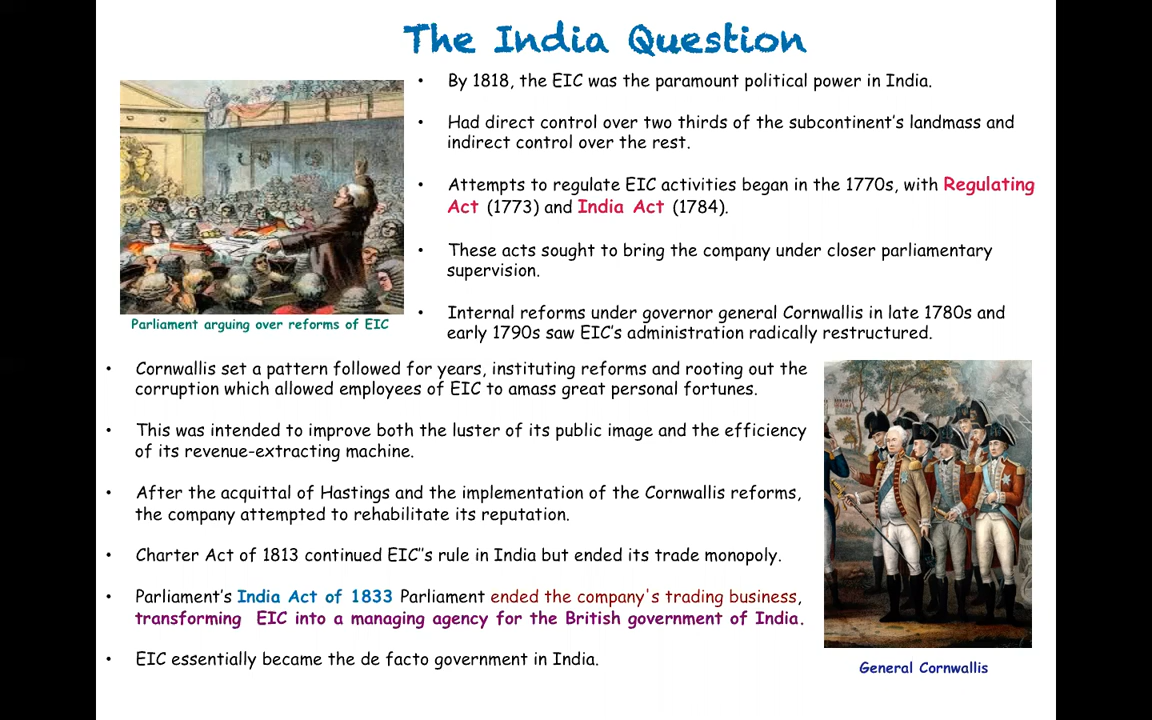 The India Question
• By 1818, the EIC was the paramount political power in India.
• Had direct control over two thirds of the subcontinent's landmass and
indirect control over the rest.
• Attempts to regulate EIC activities began in the 1770s, with Regulating
Act (1773) and India Act (1784).
• These acts sought to bring the company under closer parliamentary
supervision.
• Internal reforms under governor general Cornwallis in late 1780s and
early 1790s saw EIC's administration radically restructured.
Parliament arguing over reforms of EIC
• Cornwallis set a pattern followed for years, instituting reforms and rooting out the
corruption which allowed employees of EIC to amass great personal fortunes.
• This was intended to improve both the luster of its public image and the efficiency
of its revenue-extracting machine.
• After the acquittal of Hastings and the implementation of the Cornwallis reforms,
the company attempted to rehabilitate its reputation.
• Charter Act of 1813 continued EIC''s rule in India but ended its trade monopoly.
• Parliament's India Act of 1833 Parliament ended the company's trading business,
transforming EIC into a managing agency for the British government of India.
• EIC essentially became the de facto government in India.
General Cornwallis